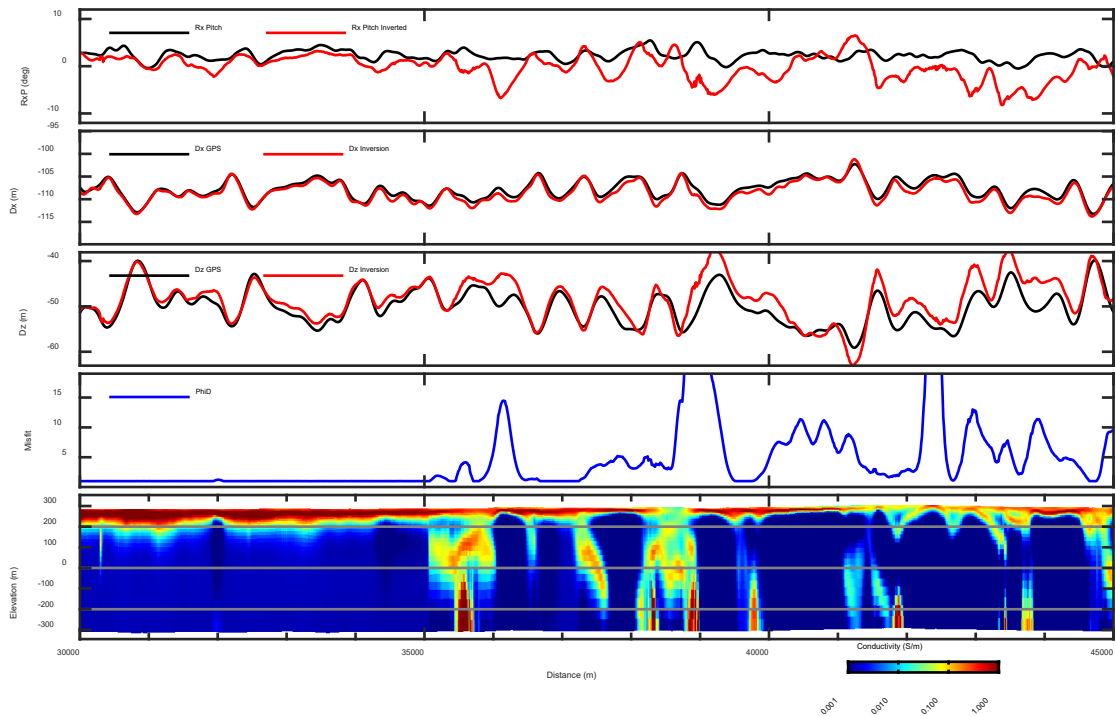 10
Rx Pitch
Rx Pitch Inverted
0
RxP (deg)
-10
-95
Dx GPS
Dx Inversion
-100
-105
Dx (m)
-110
-115
-40
Dz GPS
Dz Inversion
-50
Dz (m)
-60
15
PhiD
10
Misfit
5
300
200
100
0
Elevation (m)
-100
-200
-300
30000
35000
40000
45000
Distance (m)
Conductivity (S/m)
0.001
0.010
0.100
1.000